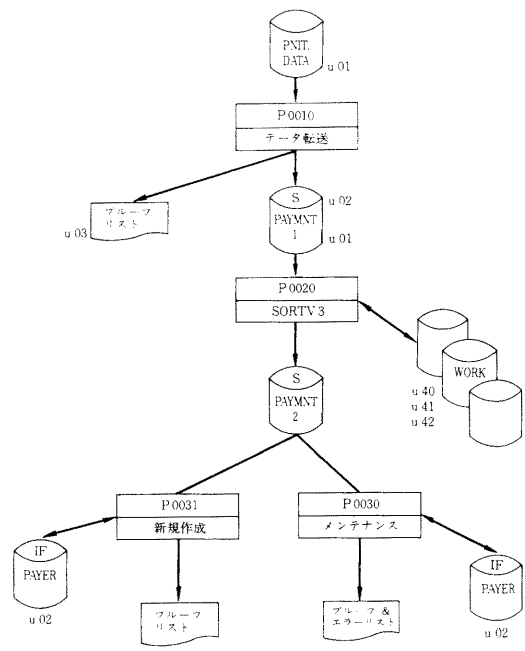 PNIT.
DATA
u 01
P 0010
データ転送
プルーフ
リスト
u 03
S
u 02
PAYMNT
1
u 01
P 0020
SORTV 3
WORK
u 40
u 41
u 42
S
PAYMNT
2
P 0031
新規作成
P 0030
メンテナンス
IF
PAYER
u 02
プルーフ
リスト
プルーフ &
エラーリスト
IF
PAYER
u 02